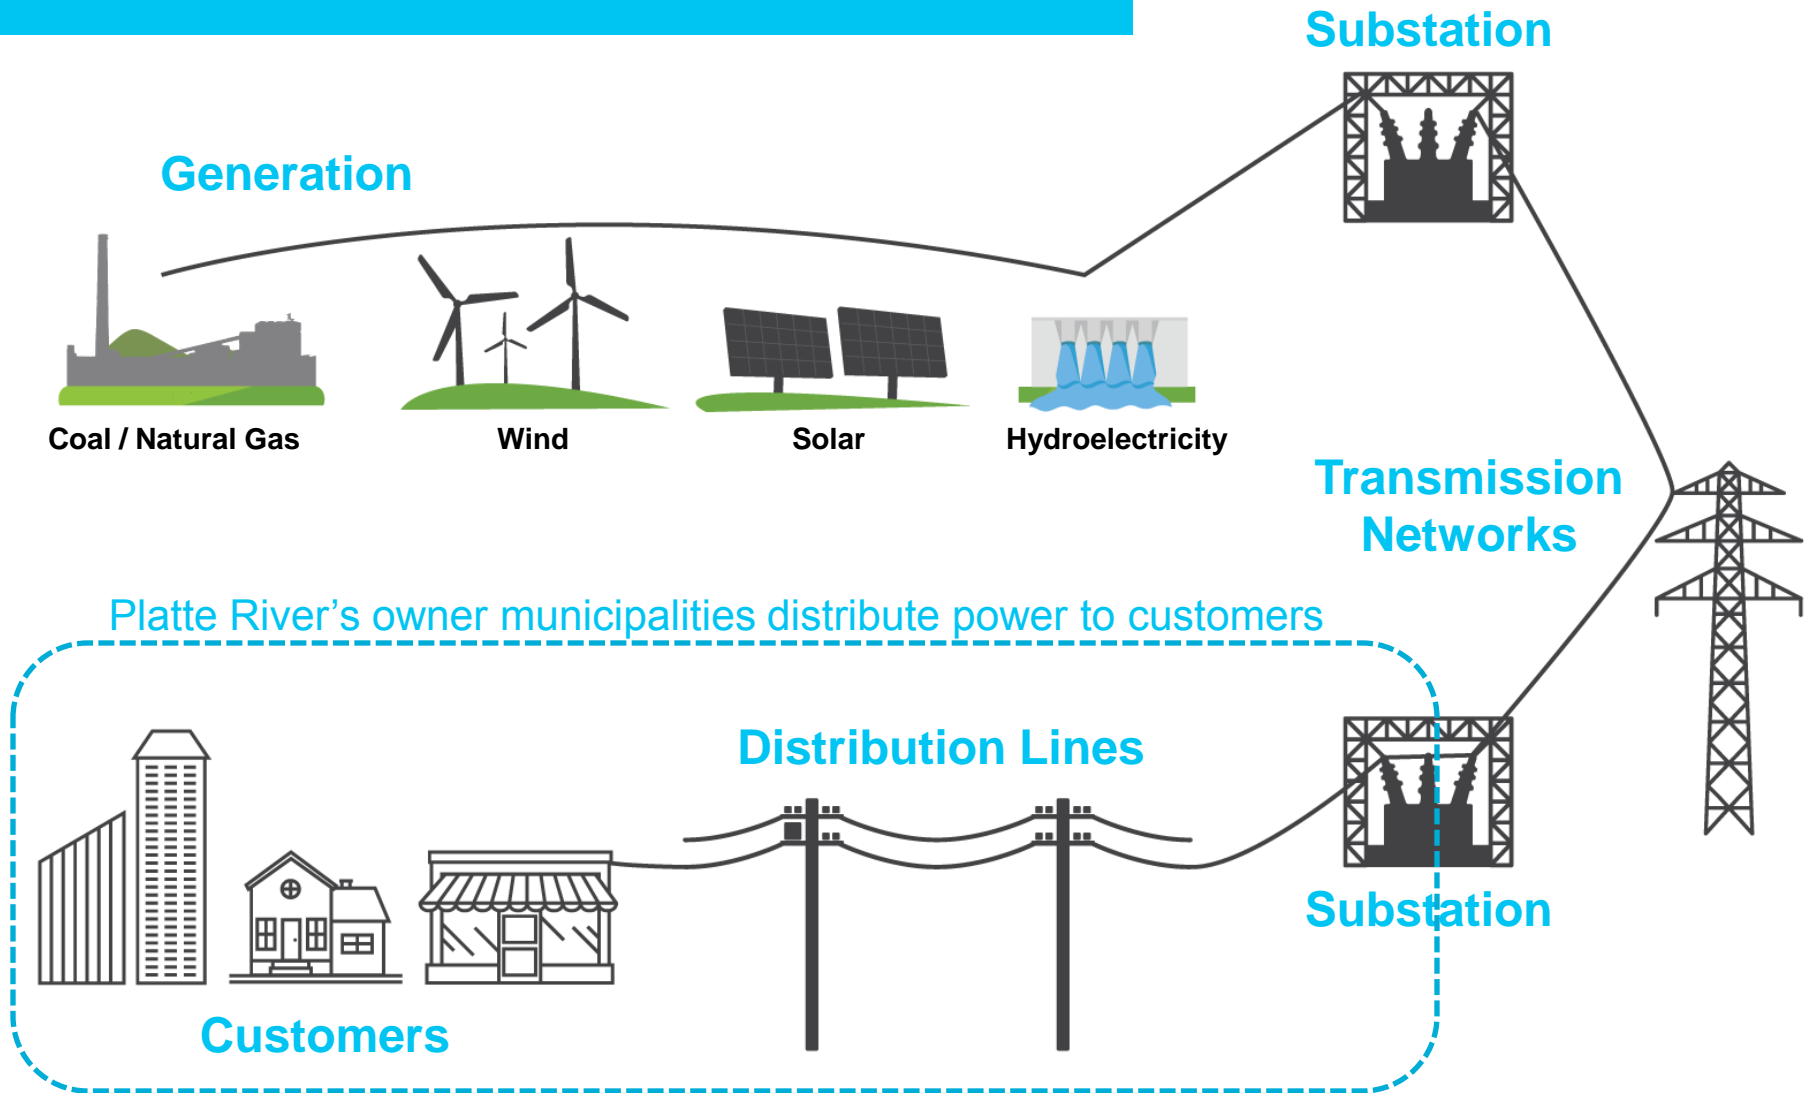 Substation
Generation
Coal / Natural Gas
Wind
Solar
Hydroelectricity
Transmission
Networks
Platte River’s owner municipalities distribute power to customers
Distribution Lines
Substation
Customers